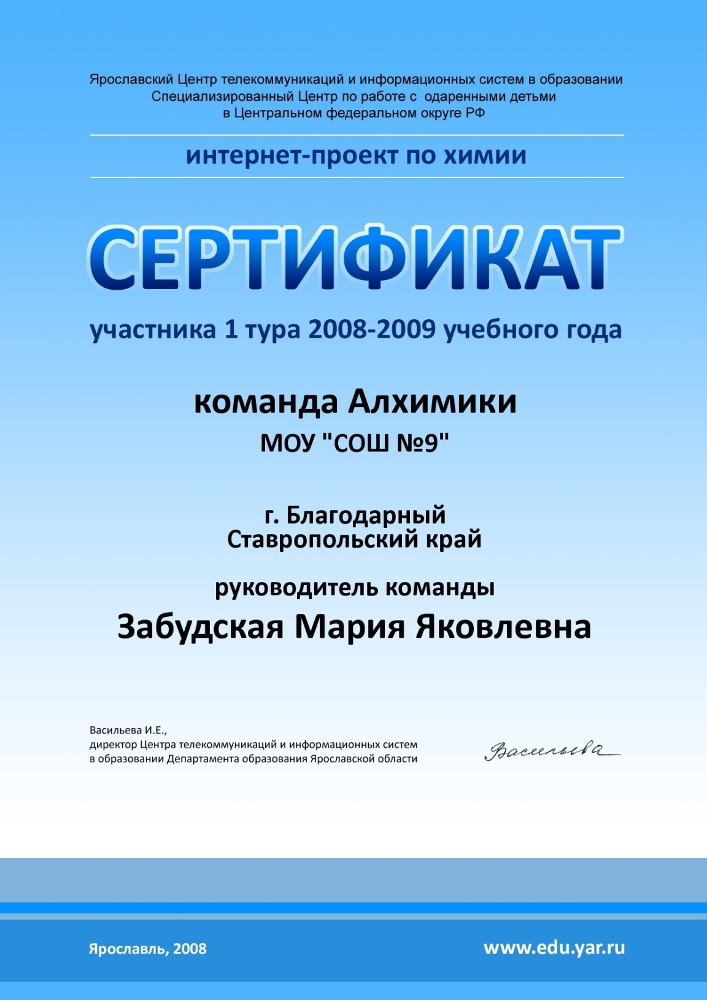 Ярославский Центр телекоммуникаций и информационных систем в образовании
Специализированный Центр по работе с одаренными детьми
в Центральном федеральном округе РФ
интернет-проект по химии
СЕРТИФИКАТ
участника 1 тура 2008-2009 учебного года
команда Алхимики
МОУ "СОШ №9"
г. Благодарный
Ставропольский край
руководитель команды
Забудская Мария Яковлевна
Васильева И.Е.,
директор Центра телекоммуникаций и информационных систем
в образовании Департамента образования Ярославской области
Васильева
Ярославль, 2008
www.edu.yar.ru